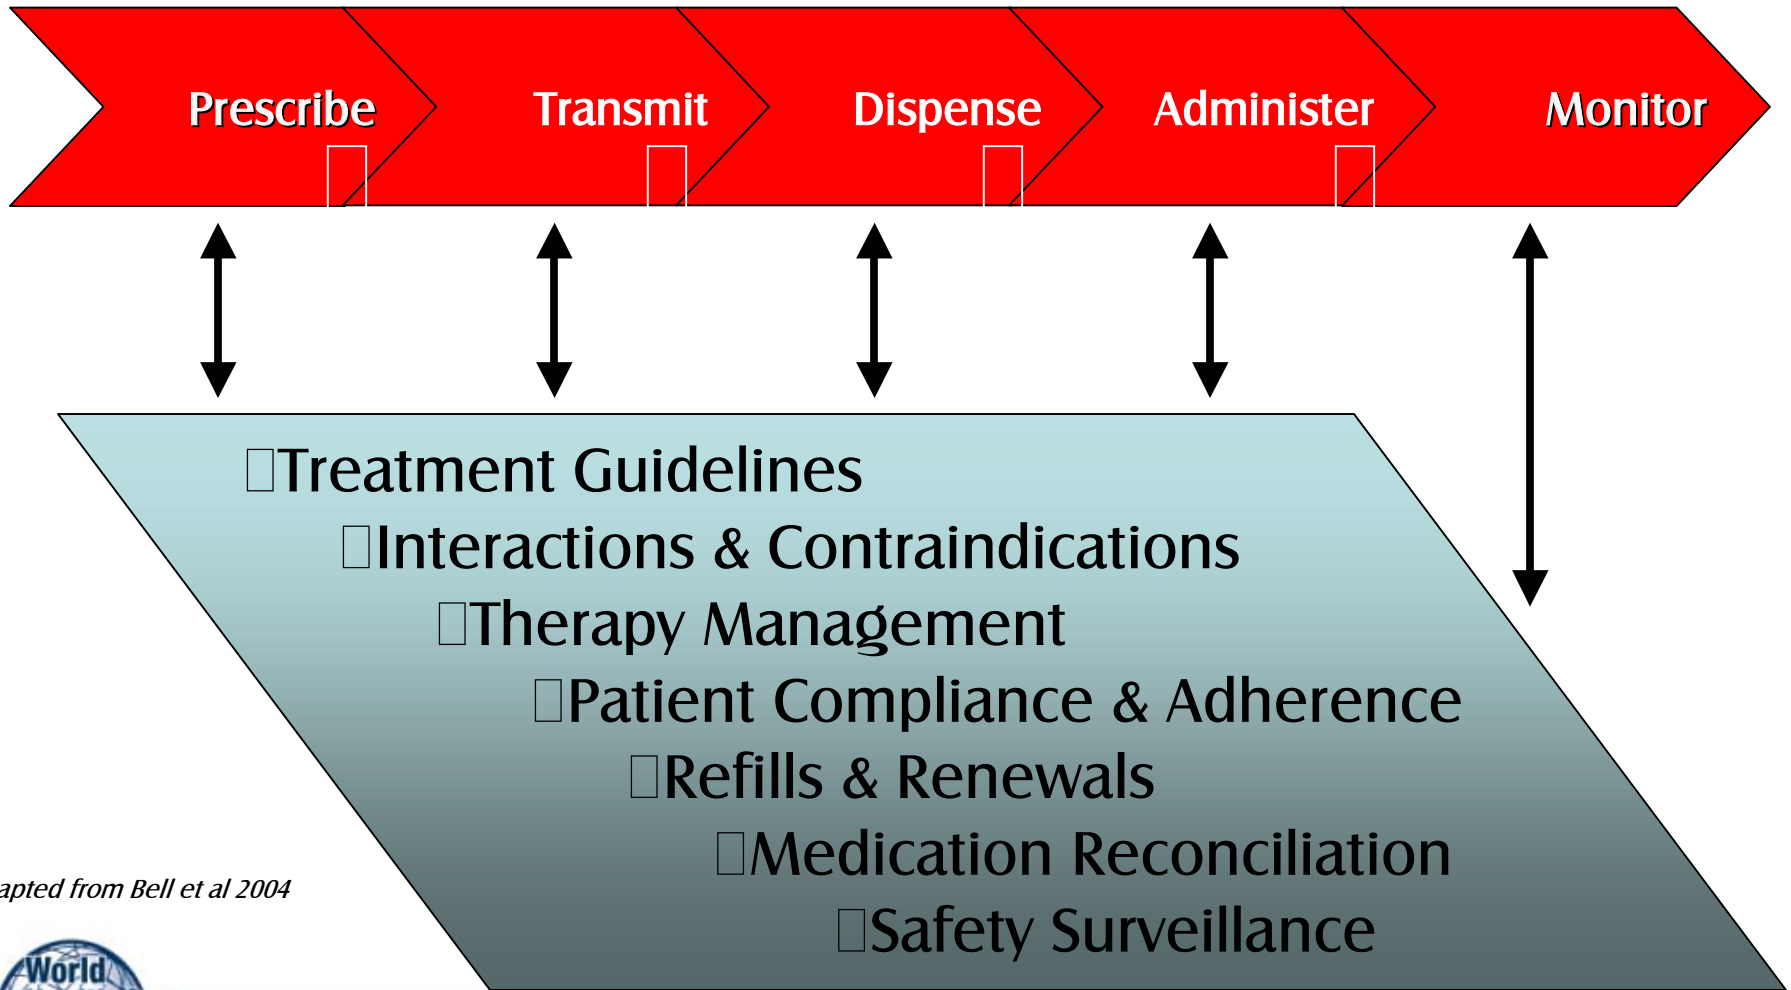 Prescribe Transmit Dispense Administer Monitor
Treatment Guidelines
Interactions & Contraindications
Therapy Management
Patient Compliance & Adherence
Refills & Renewals
Medication Reconciliation
Safety Surveillance
apted from Bell et al 2004
World